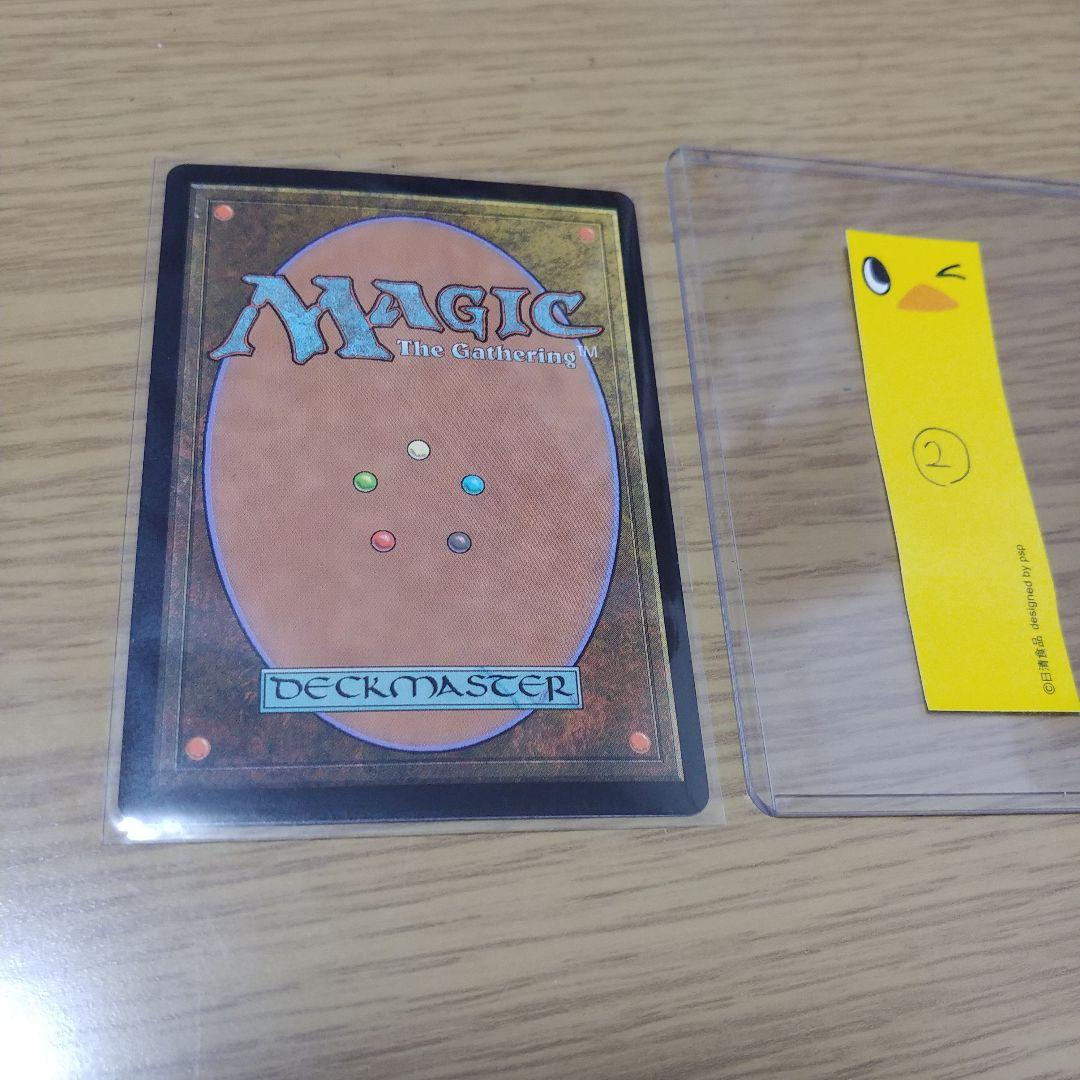 MAGIC
The Gathering™
DECKMASTER
②
©日清食品 designed by psp